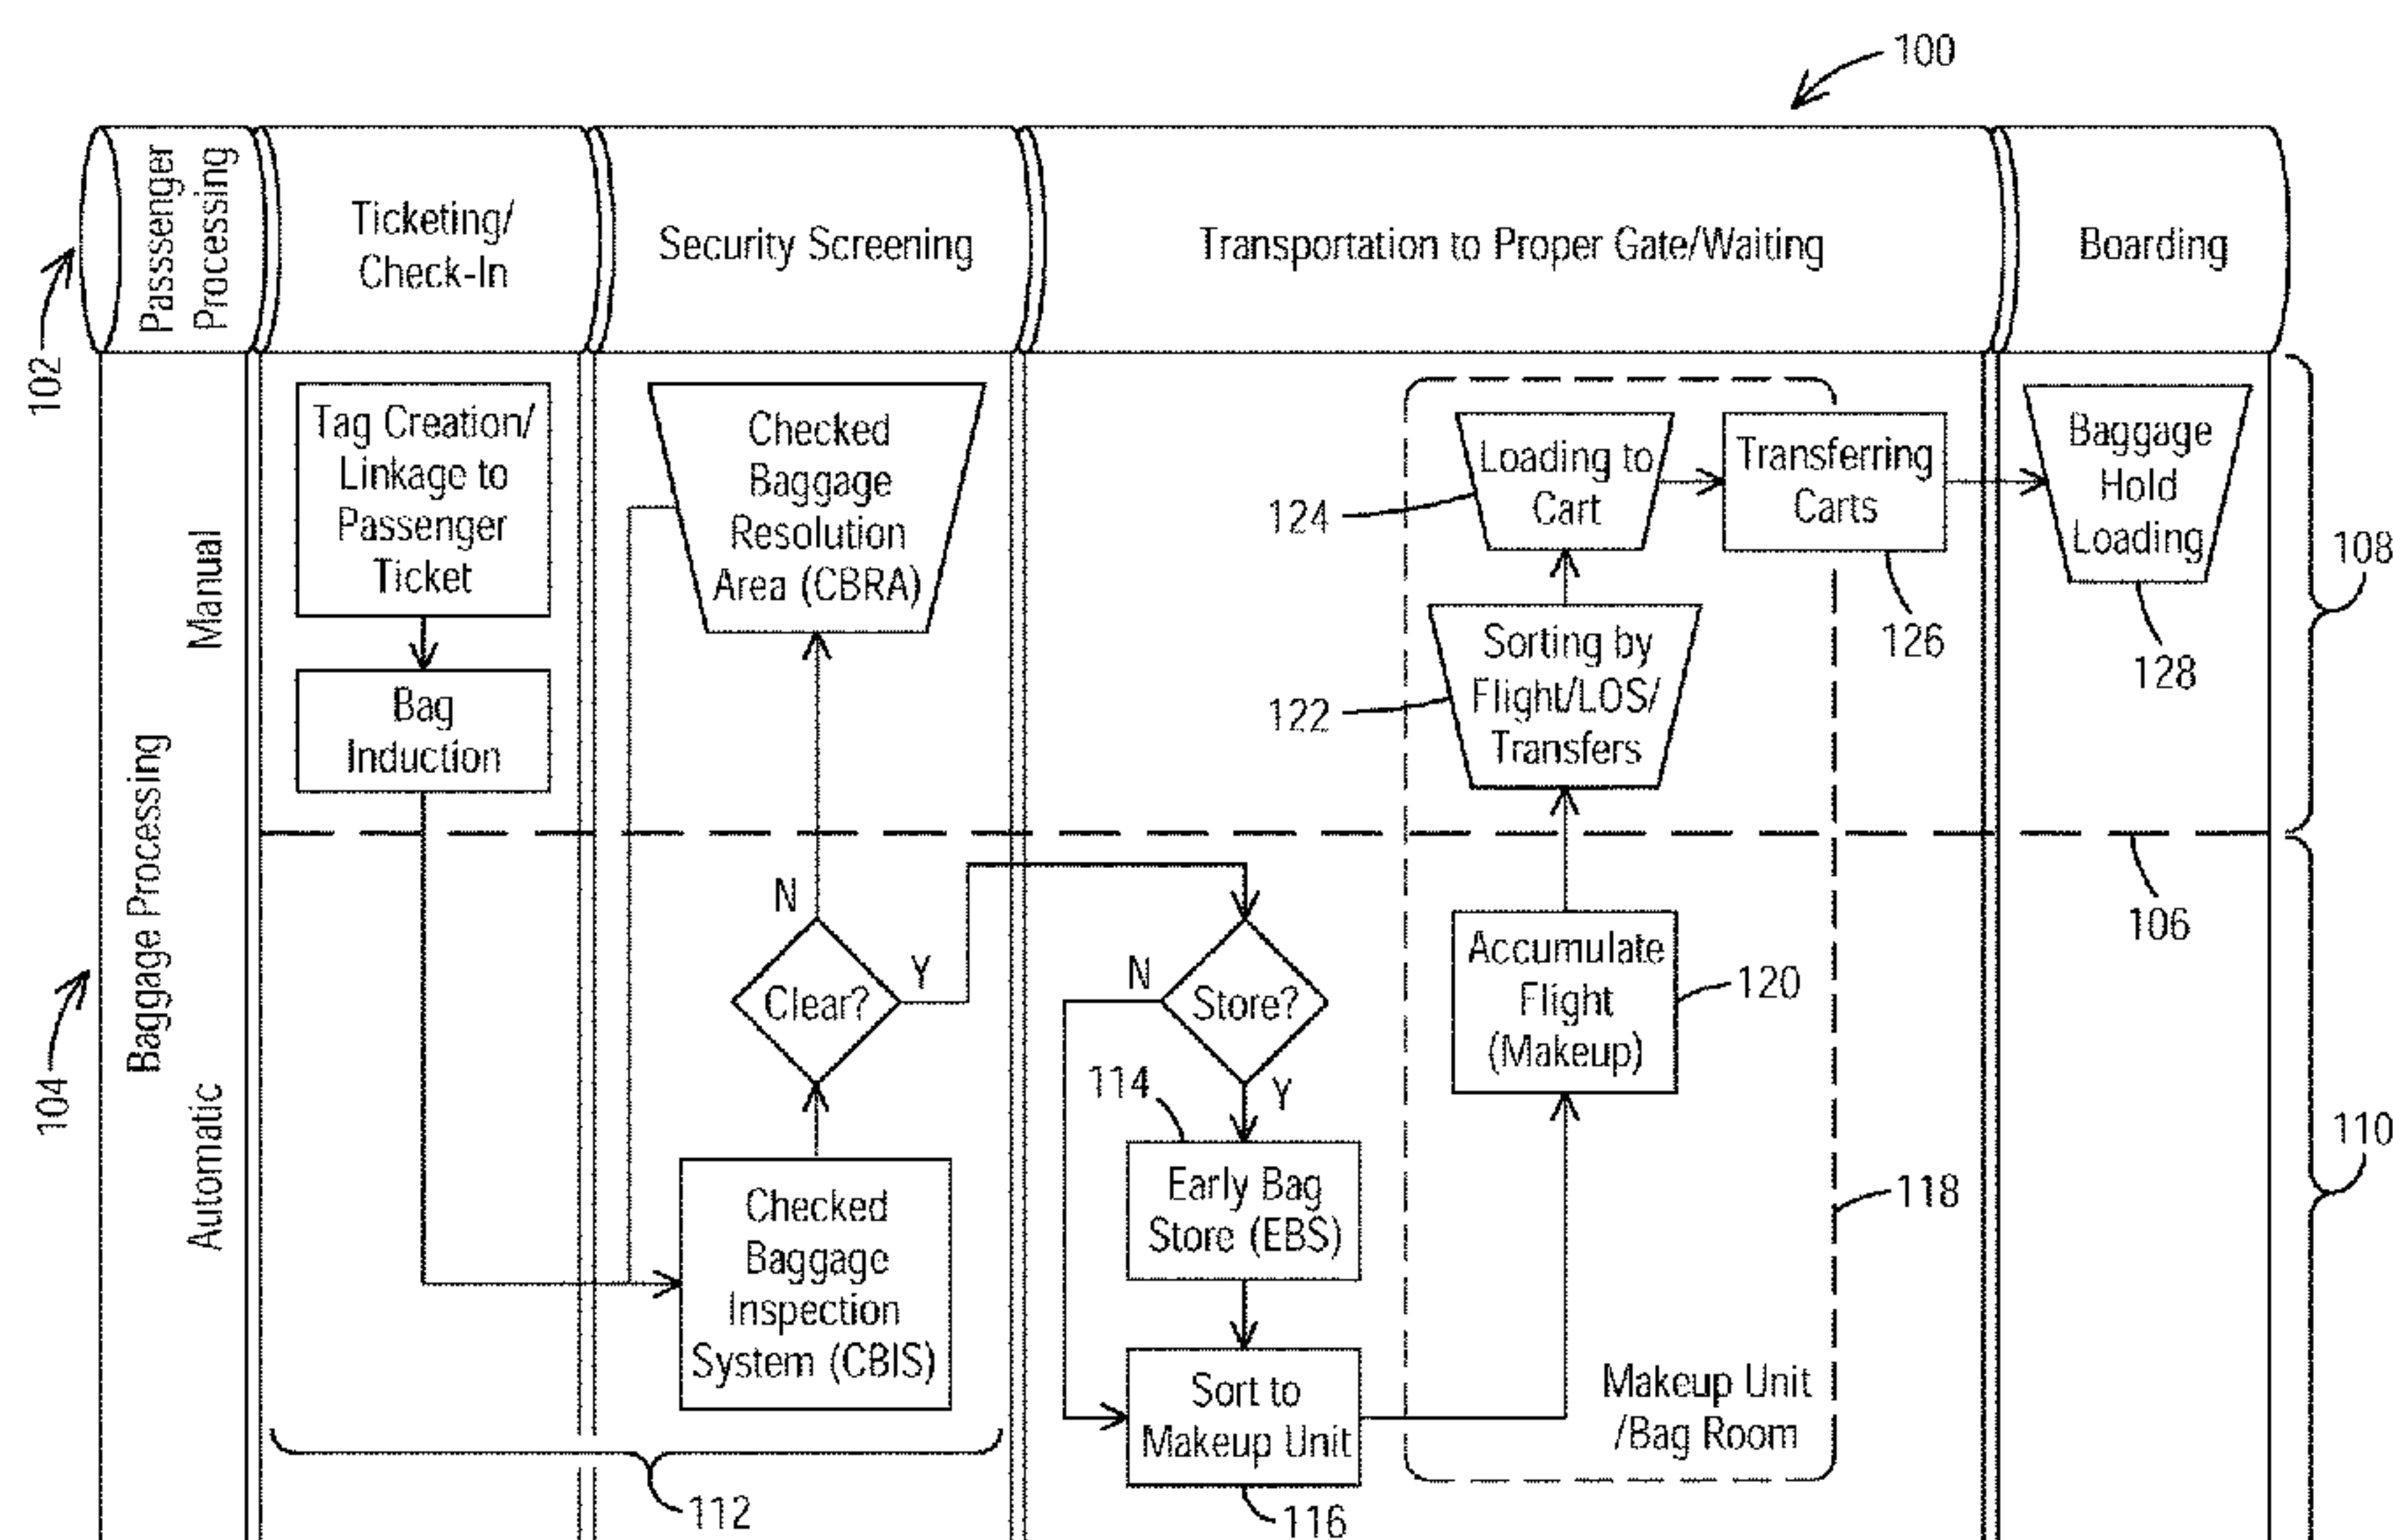 100
Passsenger
Processing
Ticketing/
Check-In
Security Screening
Transportation to Proper Gate/Waiting
Boarding
102
Manual
Tag Creation/
Linkage to
Passenger
Ticket
Bag
Induction
Checked
Baggage
Resolution
Area (CBRA)
124
Loading to
Cart
Transferring
Carts
126
Baggage
Hold
Loading
128
108
122
Sorting by
Flight/LOS/
Transfers
106
Baggage Processing
104
Automatic
N
Clear?
Y
N
Store?
Y
114
Early Bag
Store (EBS)
Accumulate
Flight
(Makeup)
120
118
110
Checked
Baggage
Inspection
System (CBIS)
Sort to
Makeup Unit
Makeup Unit
/Bag Room
112
116